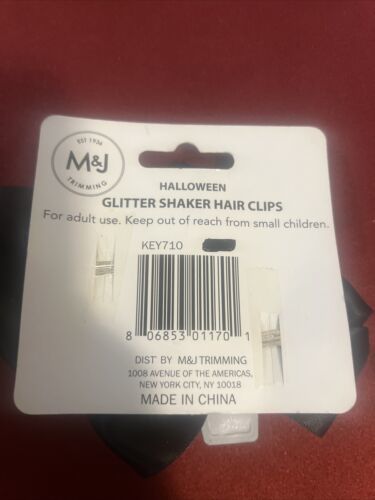 EST 1936
M&J
TRIMMING
HALLOWEEN
GLITTER SHAKER HAIR CLIPS
For adult use. Keep out of reach from small children.
KEY710
8 06853 01170 1
DIST BY M&J TRIMMING
1008 AVENUE OF THE AMERICAS,
NEW YORK CITY, NY 10018
MADE IN CHINA